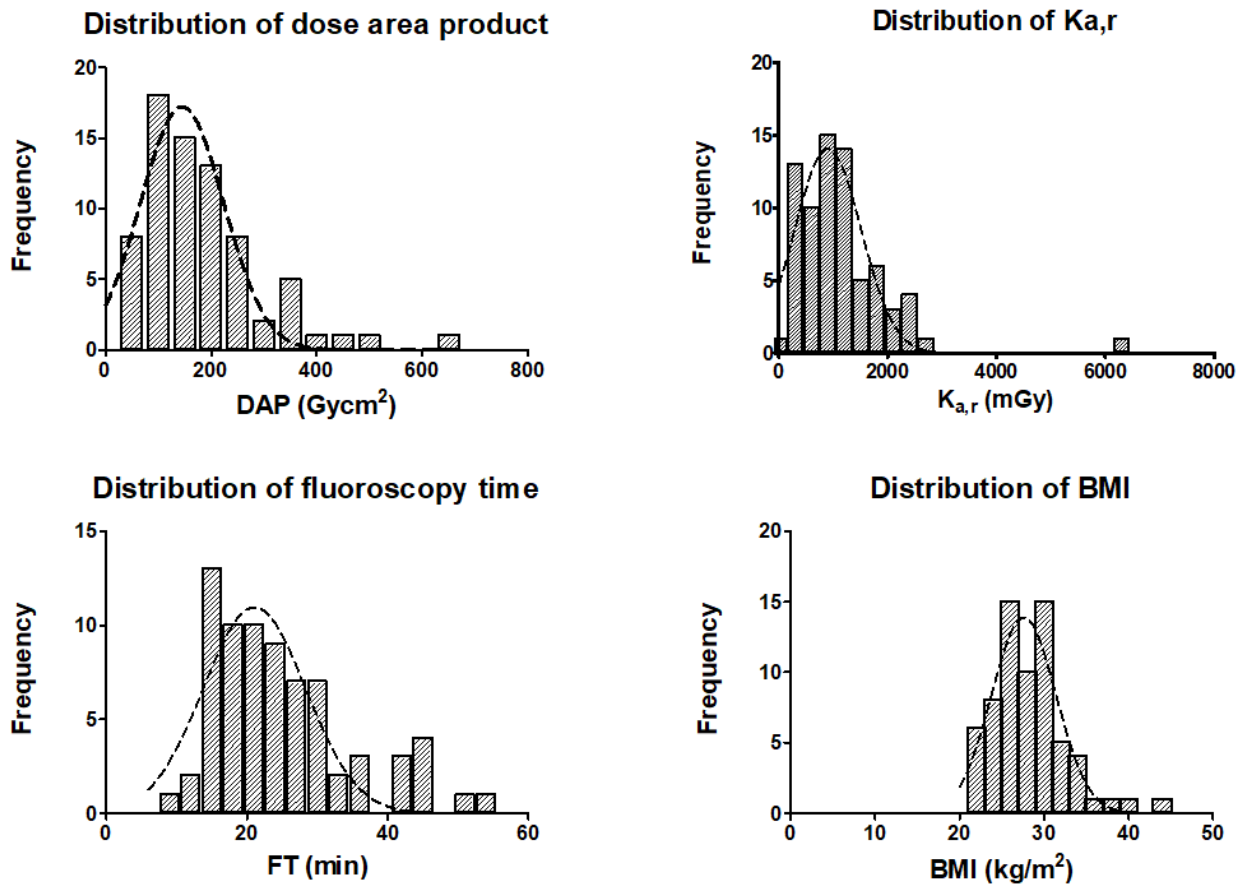 Distribution of dose area product
20
15
10
5
0
Frequency
0 200 400 600 800
DAP (Gycm²)
Distribution of Ka,r
20
15
10
5
0
Frequency
0 2000 4000 6000 8000
Ka,r (mGy)
Distribution of fluoroscopy time
15
10
5
0
Frequency
0 20 40 60
FT (min)
Distribution of BMI
20
15
10
5
0
Frequency
0 10 20 30 40 50
BMI (kg/m²)